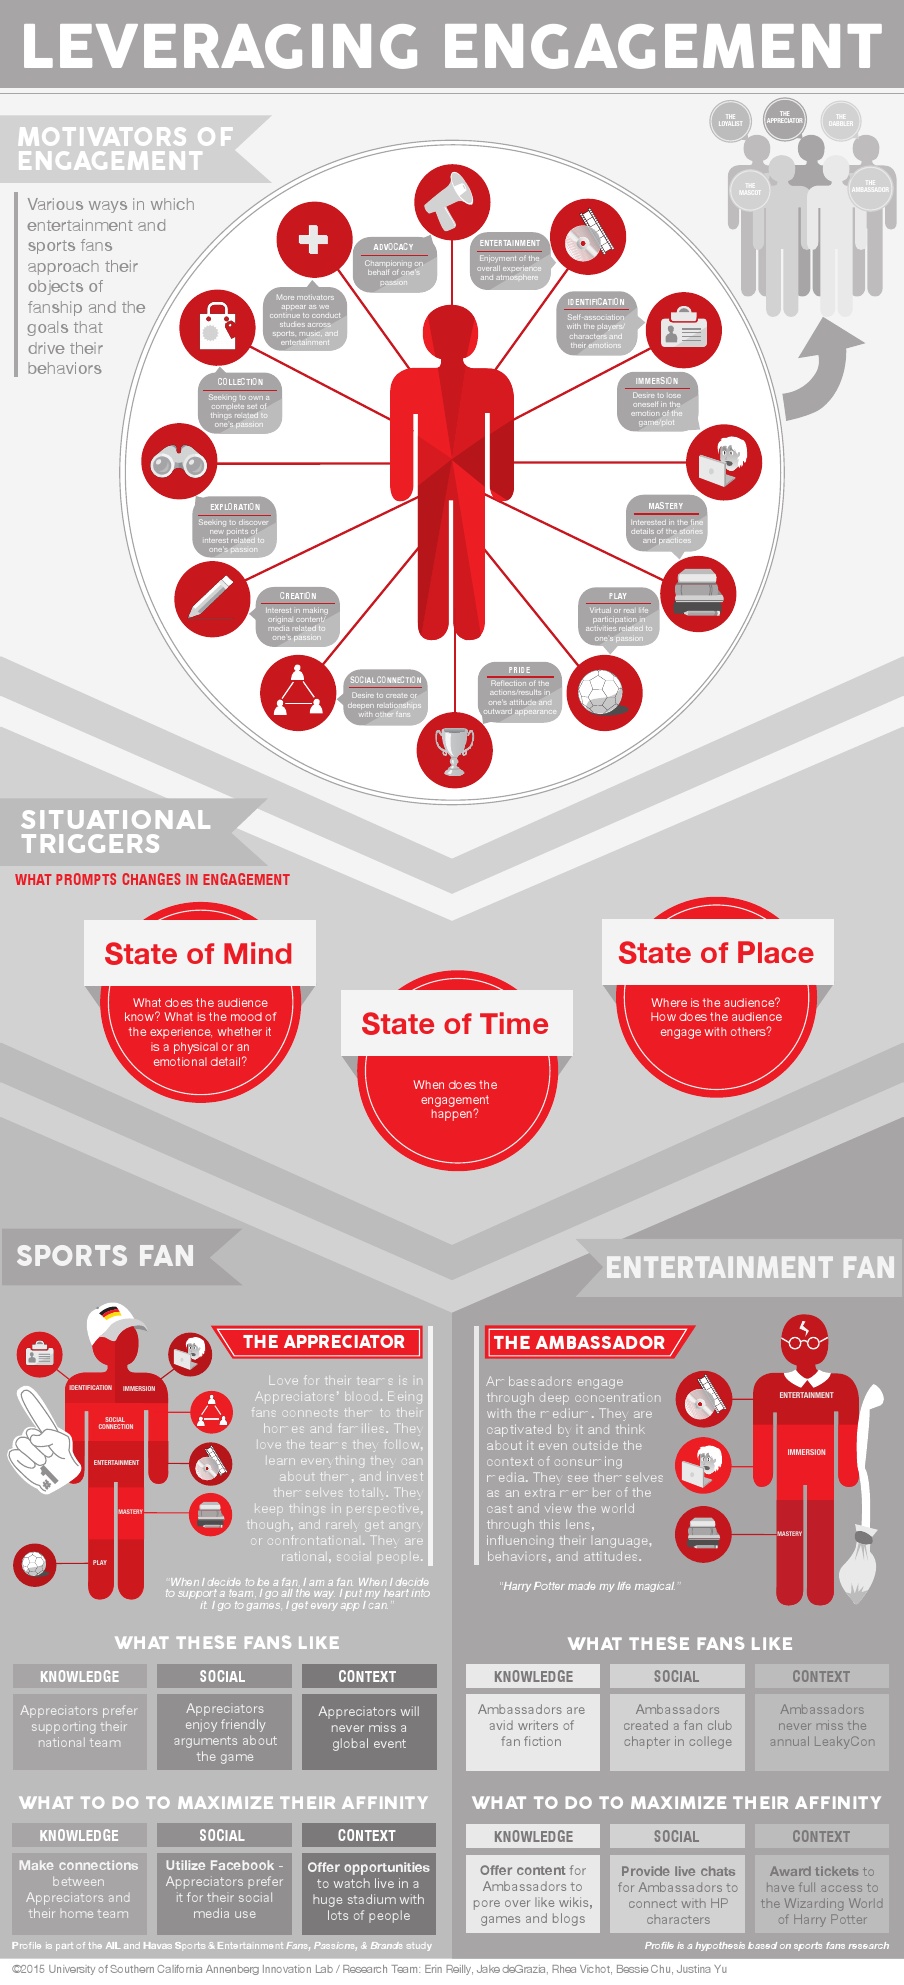 LEVERAGING ENGAGEMENT
MOTIVATORS OF
ENGAGEMENT
Various ways in which
entertainment and
sports fans
approach their
objects of
fanship and the
goals that
drive their
behaviors
THE
LOYALIST
THE
APPRECIATOR
THE
DABBLER
THE
MASCOT
THE
AMBASSADOR
ADVOCACY
Championing on
behalf of one's
passion
ENTERTAINMENT
Enjoyment of the
overall experience
and atmosphere
More motivators
appear as we
continue to conduct
studies across
sports, music, and
entertainment
IDENTIFICATION
Self-association
with the players/
characters and
their emotions
COLLECTION
Seeking to own a
complete set of
things related to
one's passion
IMMERSION
Desire to lose
oneself in the
emotion of the
game/plot
EXPLORATION
Seeking to discover
new points of
interest related to
one's passion
MASTERY
Interested in the fine
details of the stories
and practices
CREATION
Interest in making
original content/
media related to
one's passion
PLAY
Virtual or real life
participation in
activities related to
one's passion
SOCIAL CONNECTION
Desire to create or
deepen relationships
with other fans
PRIDE
Reflection of the
actions/results in
one's attitude and
outward appearance
SITUATIONAL
TRIGGERS
WHAT PROMPTS CHANGES IN ENGAGEMENT
State of Mind
What does the audience
know? What is the mood of
the experience, whether it
is a physical or an
emotional detail?
State of Time
When does the
engagement
happen?
State of Place
Where is the audience?
How does the audience
engage with others?
SPORTS FAN
THE APPRECIATOR
IDENTIFICATION
IMMERSION
SOCIAL
CONNECTION
ENTERTAINMENT
MASTERY
PLAY
Love for their teams is in
Appreciators' blood. Being
fans connects them to their
homes and families. They
love the teams they follow,
learn everything they can
about them, and invest
themselves totally. They
keep things in perspective,
though, and rarely get angry
or confrontational. They are
rational, social people.
"When I decide to be a fan, I am a fan. When I decide
to support a team, I go all the way. I put my heart into
it. I go to games, I get every app I can."
WHAT THESE FANS LIKE
KNOWLEDGE
Appreciators prefer
supporting their
national team
SOCIAL
Appreciators
enjoy friendly
arguments about
the game
CONTEXT
Appreciators will
never miss a
global event
WHAT TO DO TO MAXIMIZE THEIR AFFINITY
KNOWLEDGE
Make connections
between
Appreciators and
their home team
SOCIAL
Utilize Facebook -
Appreciators prefer
it for their social
media use
CONTEXT
Offer opportunities
to watch live in a
huge stadium with
lots of people
Profile is part of the AIL and Havas Sports & Entertainment Fans, Passions, & Brands study
ENTERTAINMENT FAN
THE AMBASSADOR
Ambassadors engage
through deep concentration
with the medium. They are
captivated by it and think
about it even outside the
context of consuming
media. They see themselves
as an extra member of the
cast and view the world
through this lens,
influencing their language,
behaviors, and attitudes.
"Harry Potter made my life magical."
ENTERTAINMENT
IMMERSION
MASTERY
WHAT THESE FANS LIKE
KNOWLEDGE
Ambassadors are
avid writers of
fan fiction
SOCIAL
Ambassadors
created a fan club
chapter in college
CONTEXT
Ambassadors
never miss the
annual LeakyCon
WHAT TO DO TO MAXIMIZE THEIR AFFINITY
KNOWLEDGE
Offer content for
Ambassadors to
pore over like wikis,
games and blogs
SOCIAL
Provide live chats
for Ambassadors to
connect with HP
characters
CONTEXT
Award tickets to
have full access to
the Wizarding World
of Harry Potter
Profile is a hypothesis based on sports fans research
©2015 University of Southern California Annenberg Innovation Lab / Research Team: Erin Reilly, Jake deGrazia, Rhea Vichot, Bessie Chu, Justina Yu